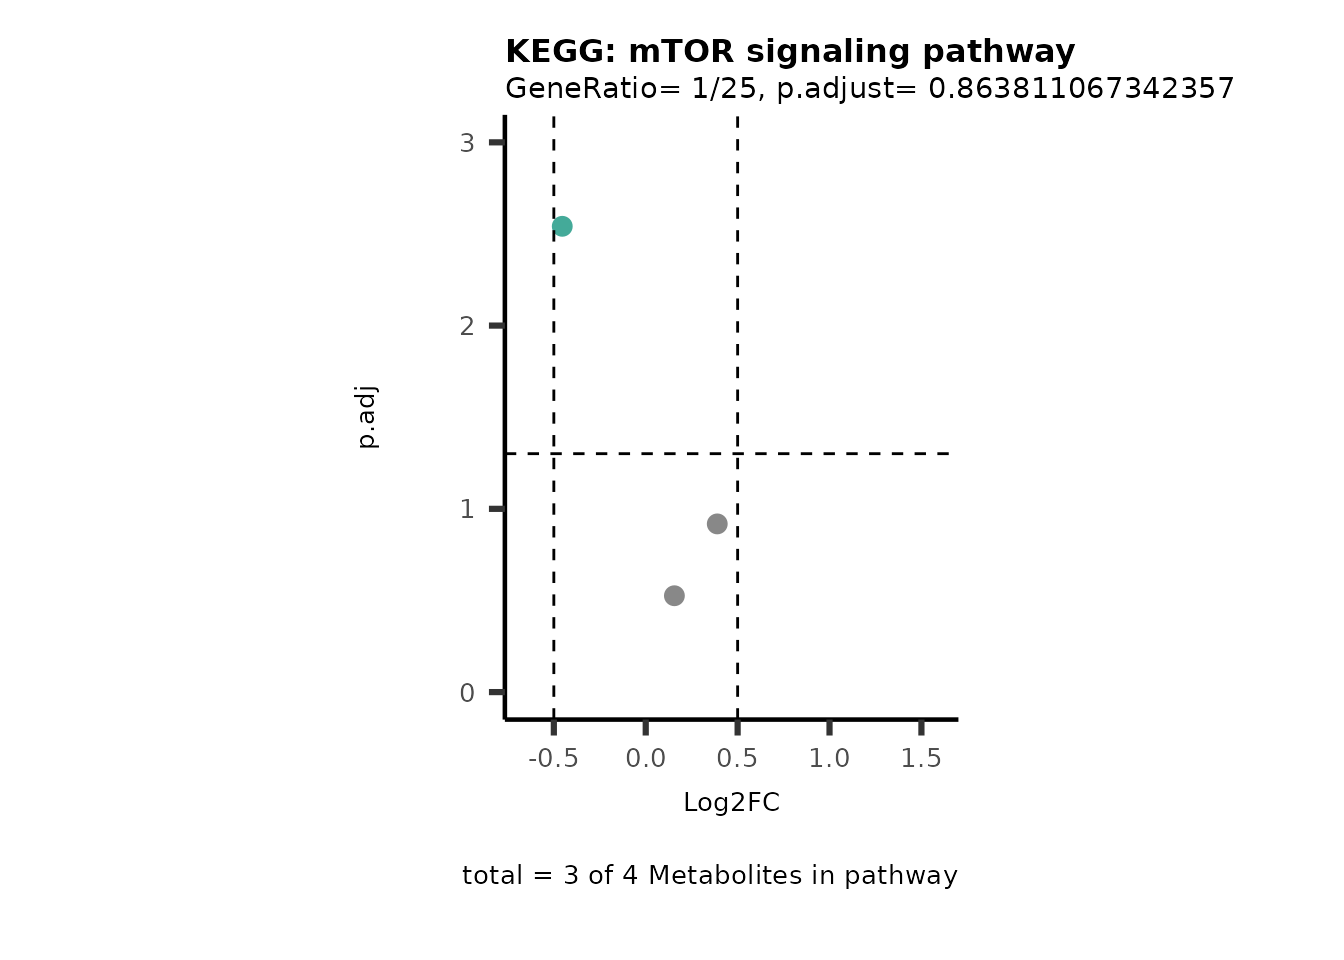 KEGG: mTOR signaling pathway
GeneRatio= 1/25, p.adjust= 0.863811067342357
3
2
1
0
p.adj
-0.5 0.0 0.5 1.0 1.5
Log2FC
total = 3 of 4 Metabolites in pathway